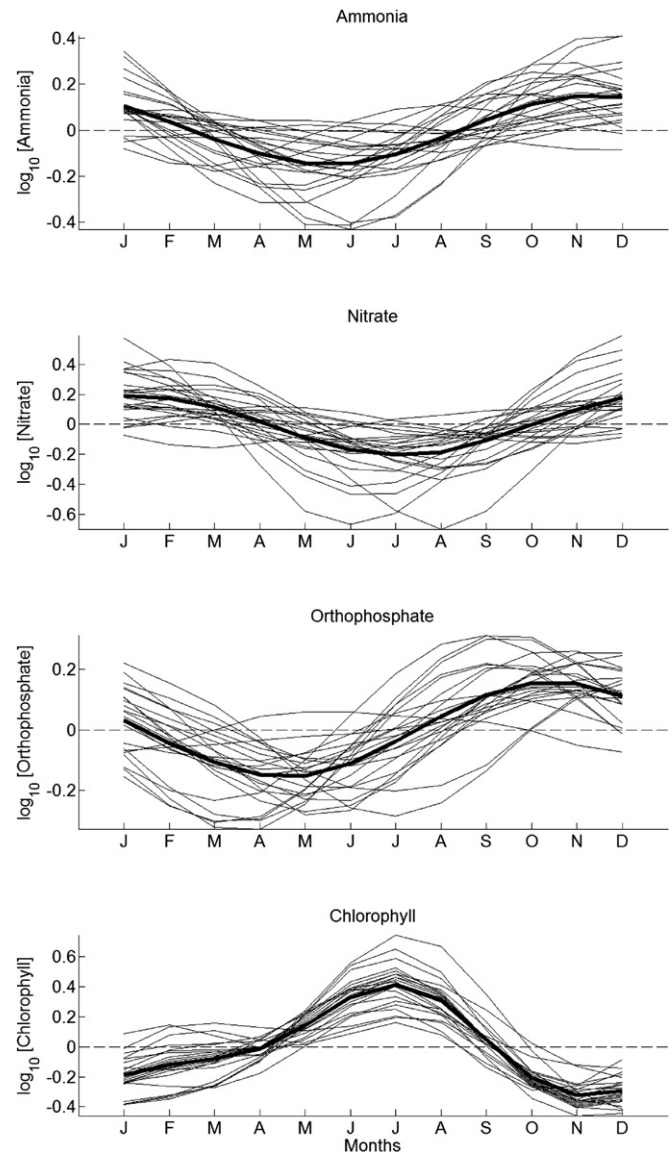 Ammonia
log10 [Ammonia]
0.4
0.2
0
-0.2
-0.4
J F M A M J J A S O N D
Nitrate
log10 [Nitrate]
0.4
0.2
0
-0.2
-0.4
-0.6
J F M A M J J A S O N D
Orthophosphate
log10 [Orthophosphate]
0.2
0
-0.2
J F M A M J J A S O N D
Chlorophyll
log10 [Chlorophyll]
0.6
0.4
0.2
0
-0.2
-0.4
J F M A M J J A S O N D
Months